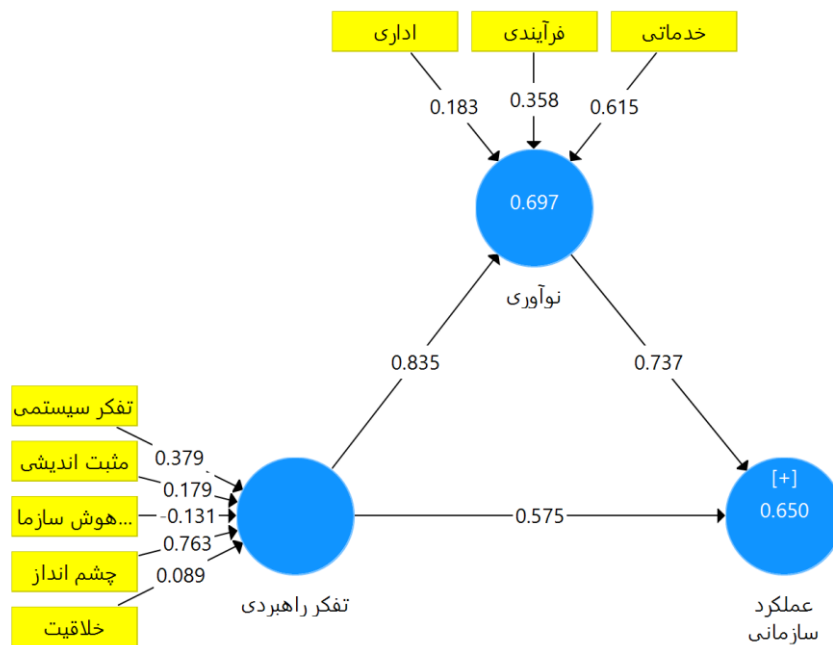 اداری
فرآیندی
خدماتی
0.183
0.358
0.615
0.697
نوآوری
0.835
0.737
تفکر سیستمی
0.379
مثبت اندیشی
0.179
هوش سازما...
-0.131
چشم انداز
0.763
خلاقیت
0.089
0.575
[+]
0.650
تفکر راهبردی
عملکرد
سازمانی